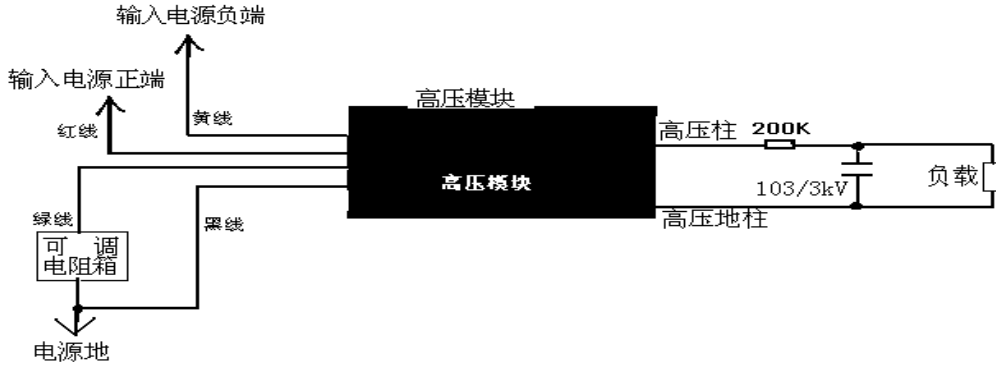 输入电源负端
输入电源正端
高压模块
红线
黄线
高压柱
200K
高压模块
103/3kV
负载
绿线
黑线
高压地柱
可 调
电阻箱
电源地